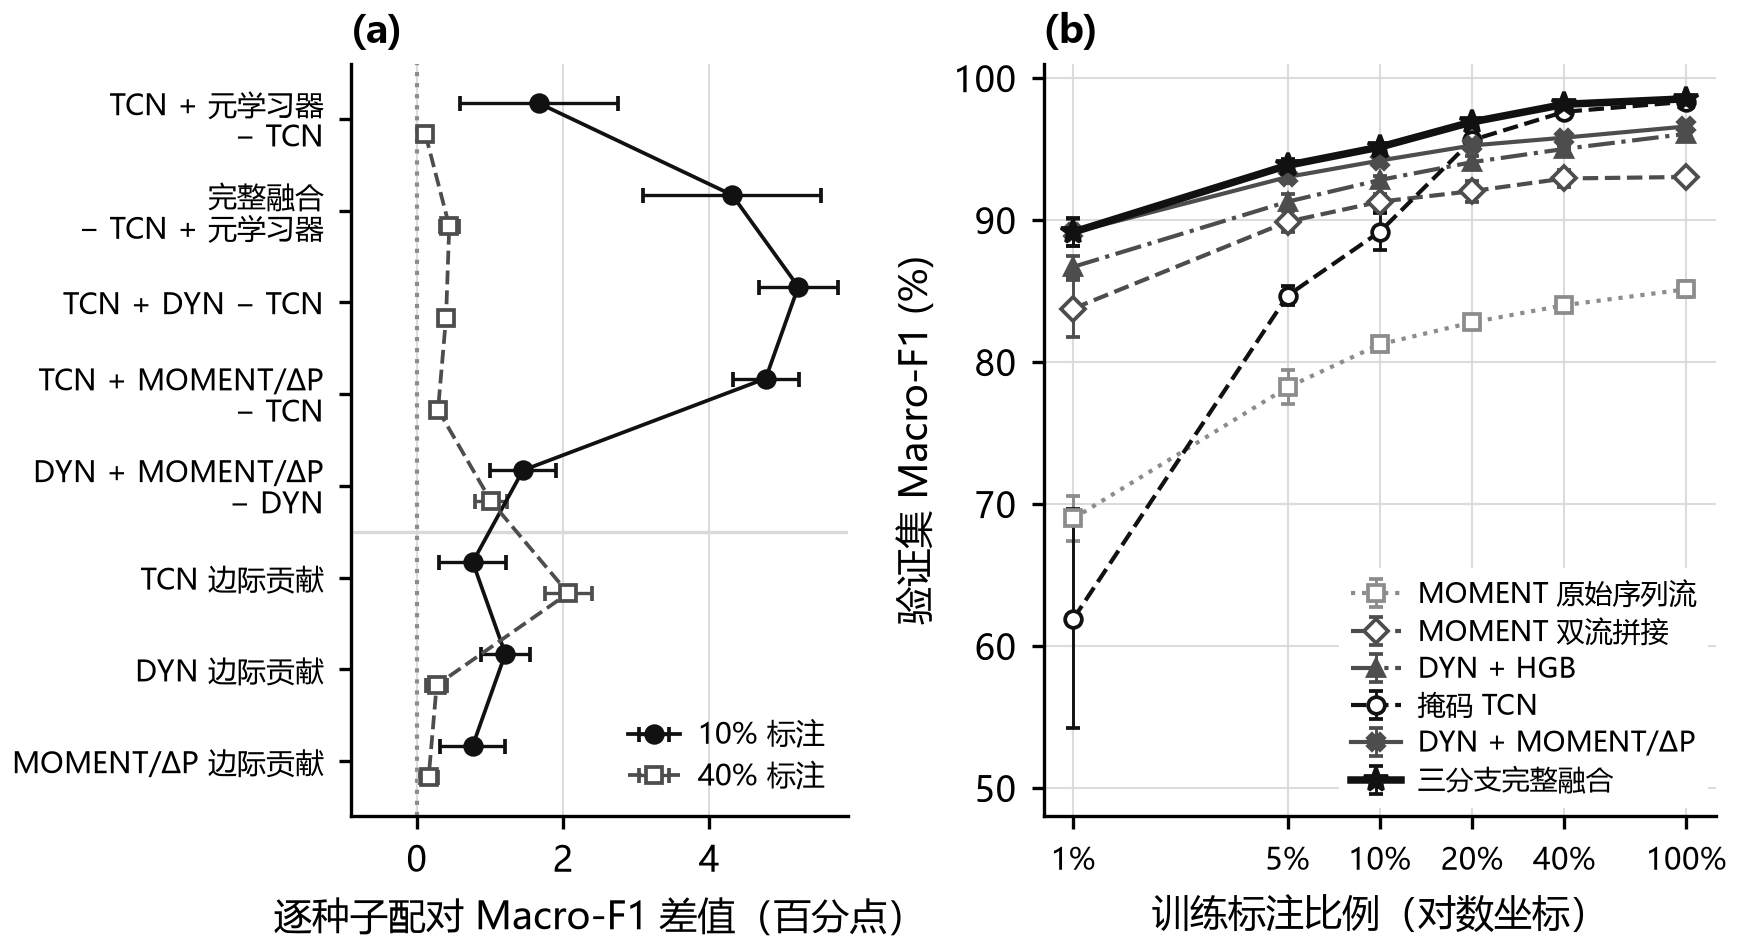 (a)
TCN + 元学习器
− TCN
完整融合
− TCN + 元学习器
TCN + DYN − TCN
TCN + MOMENT/ΔP
− TCN
DYN + MOMENT/ΔP
− DYN
TCN 边际贡献
DYN 边际贡献
MOMENT/ΔP 边际贡献
10% 标注
40% 标注
0 2 4
逐种子配对 Macro-F1 差值（百分点）
(b)
验证集 Macro-F1 (%)
100
90
80
70
60
50
MOMENT 原始序列流
MOMENT 双流拼接
DYN + HGB
掩码 TCN
DYN + MOMENT/ΔP
三分支完整融合
1% 5% 10% 20% 40% 100%
训练标注比例（对数坐标）